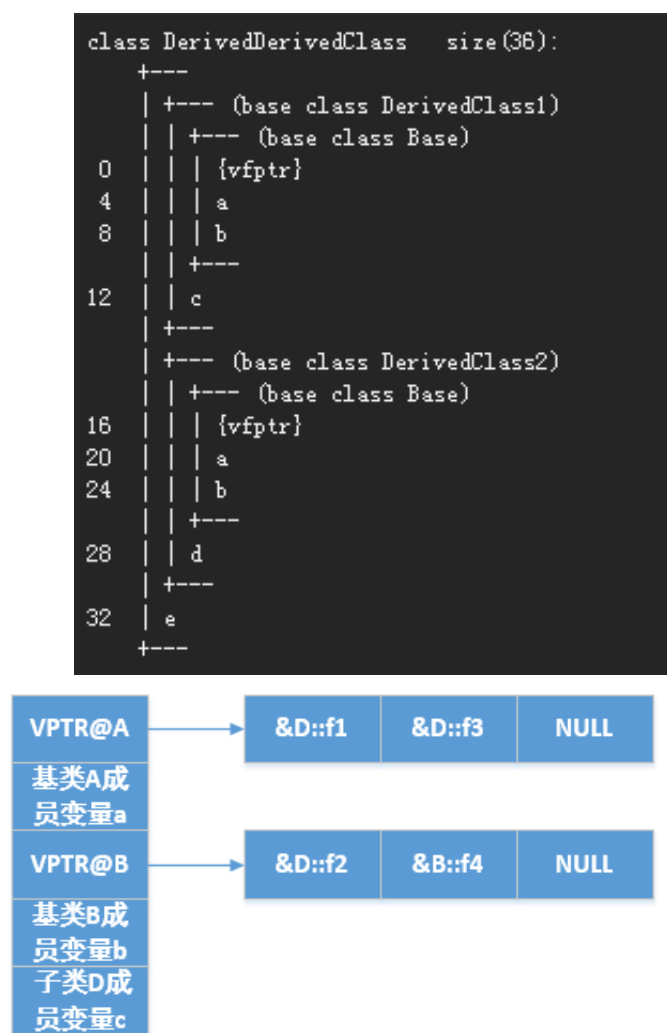 class DerivedDerivedClass   size(36):
    +---
    | +--- (base class DerivedClass1)
    | | +--- (base class Base)
 0  | | | {vfptr}
 4  | | | a
 8  | | | b
    | | +---
12  | | c
    | +---
    | +--- (base class DerivedClass2)
    | | +--- (base class Base)
16  | | | {vfptr}
20  | | | a
24  | | | b
    | | +---
28  | | d
    | +---
32  | e
    +---
VPTR@A &D::f1 &D::f3 NULL
基类A成
员变量a
VPTR@B &D::f2 &B::f4 NULL
基类B成
员变量b
子类D成
员变量c